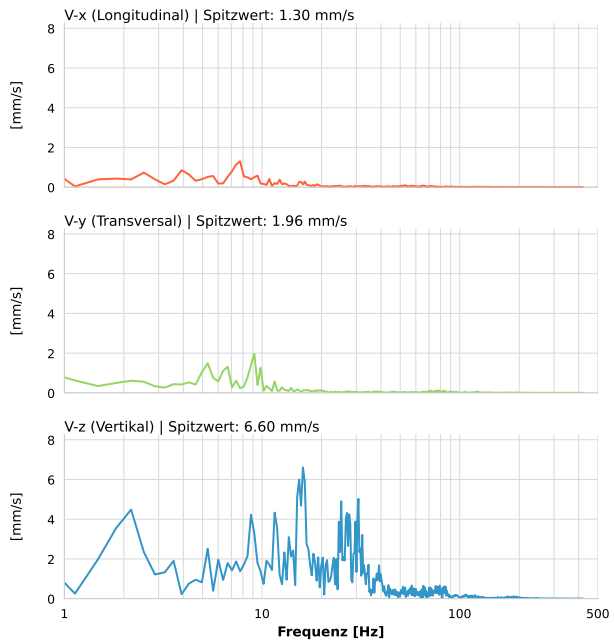 V-x (Longitudinal) | Spitzwert: 1.30 mm/s
8
6
4
2
0
[mm/s]
V-y (Transversal) | Spitzwert: 1.96 mm/s
8
6
4
2
0
[mm/s]
V-z (Vertikal) | Spitzwert: 6.60 mm/s
8
6
4
2
0
[mm/s]
1 10 100 500
Frequenz [Hz]